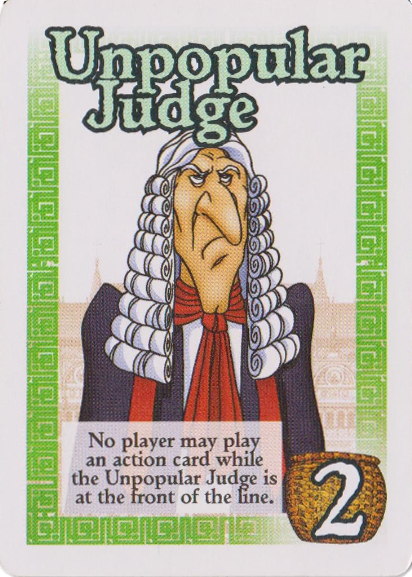 Unpopular
Judge
No player may play
an action card while
the Unpopular Judge is
at the front of the line.
2